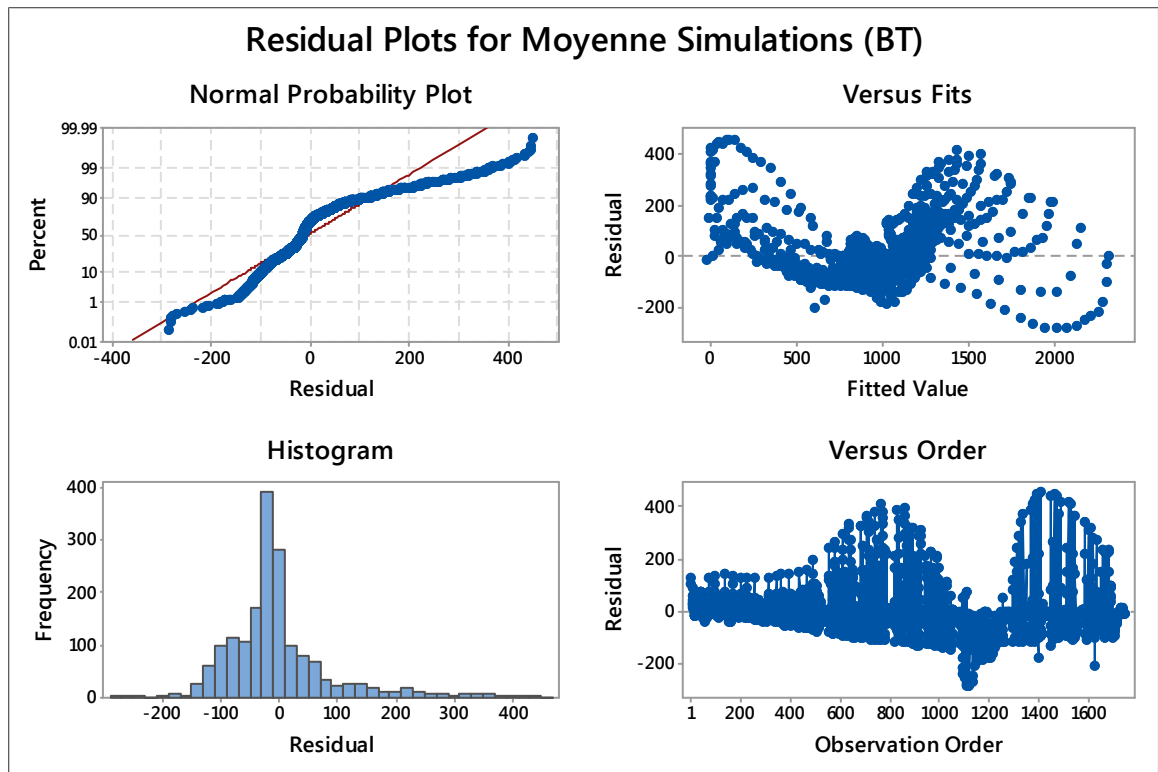 Residual Plots for Moyenne Simulations (BT)
Normal Probability Plot
Percent
99.99
99
90
50
10
1
0.01
-400 -200 0 200 400
Residual
Versus Fits
Residual
400
200
0
-200
0 500 1000 1500 2000
Fitted Value
Histogram
Frequency
400
300
200
100
0
-200 -100 0 100 200 300 400
Residual
Versus Order
Residual
400
200
0
-200
1 200 400 600 800 1000 1200 1400 1600
Observation Order